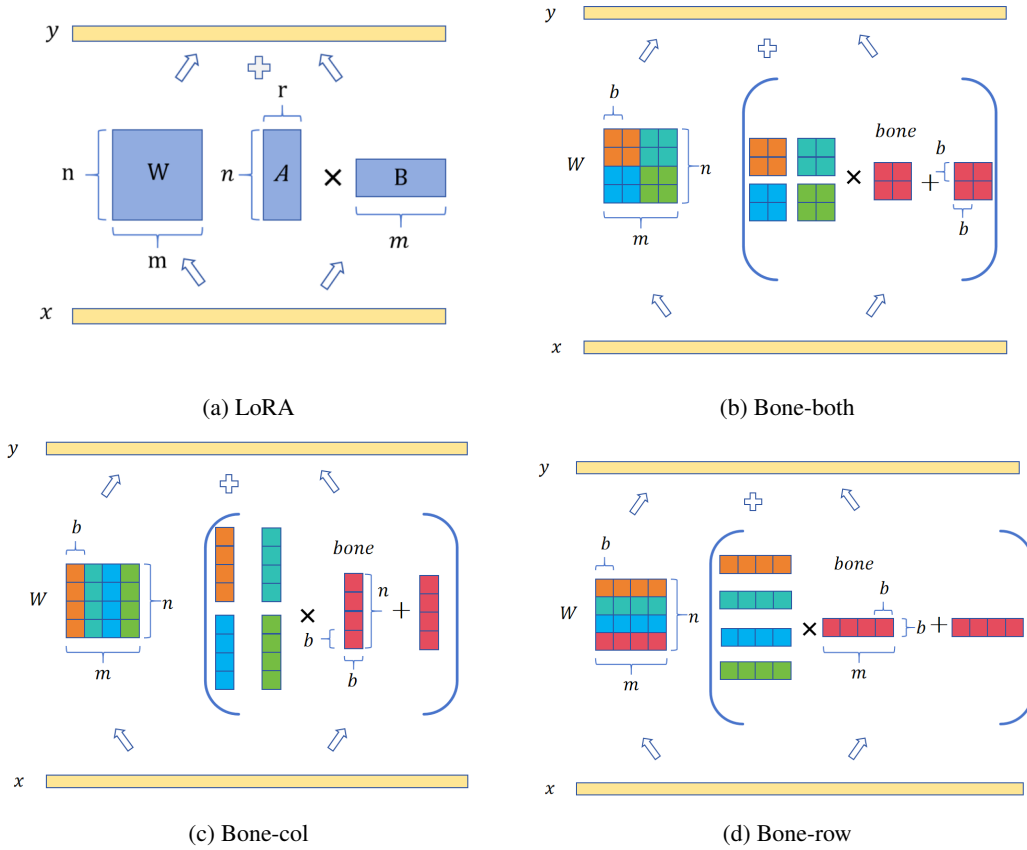 y
+
r
n
W
n
A
×
B
m
m
x
(a) LoRA
y
+
b
bone
W
n
×
b
+
m
b
x
(b) Bone-both
y
+
b
bone
W
n
×
n
+
b
m
b
x
(c) Bone-col
y
+
b
bone
b
W
n
×
b
+
m
m
x
(d) Bone-row